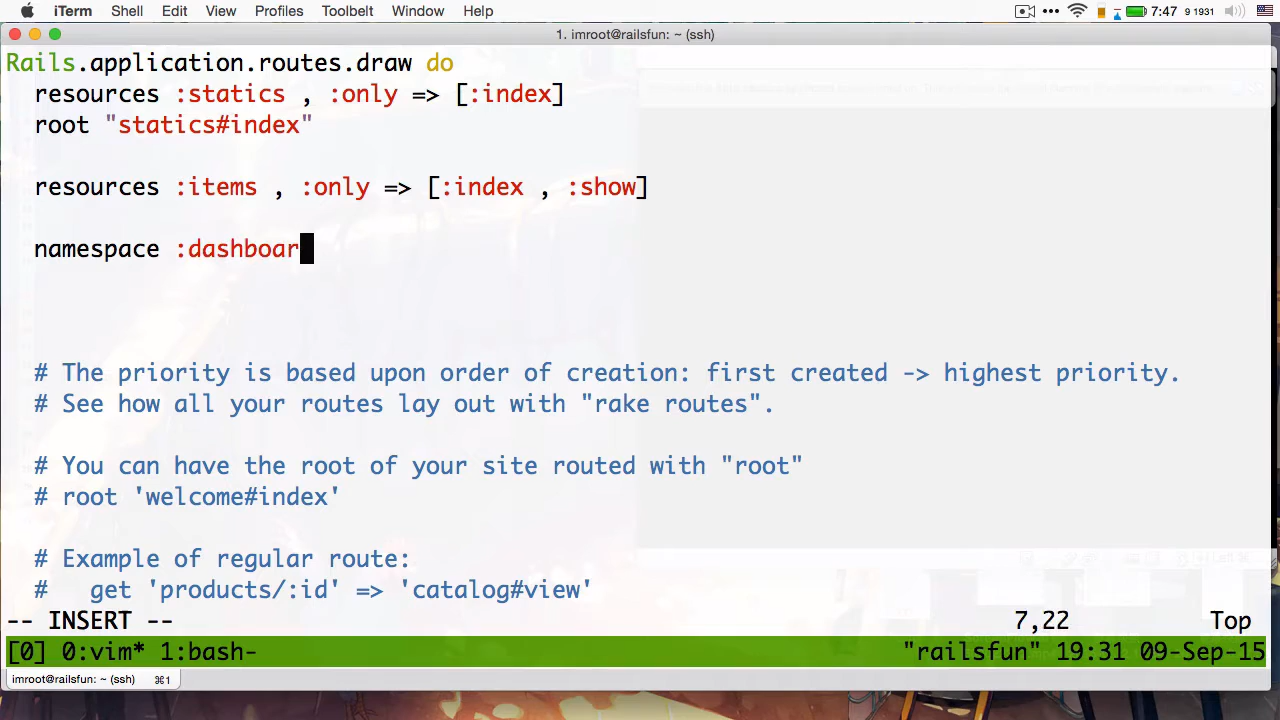 iTerm Shell Edit View Profiles Toolbelt Window Help ••• 7:47 9 1931
1. imroot@railsfun: ~ (ssh)
Rails.application.routes.draw do
resources :statics , :only => [:index]
root "statics#index"
resources :items , :only => [:index , :show]
namespace :dashboar
# The priority is based upon order of creation: first created -> highest priority.
# See how all your routes lay out with "rake routes".
# You can have the root of your site routed with "root"
# root 'welcome#index'
# Example of regular route:
#   get 'products/:id' => 'catalog#view'
-- INSERT -- 7,22 Top
[0] 0:vim* 1:bash- "railsfun" 19:31 09-Sep-15
imroot@railsfun: ~ (ssh) ⌘1